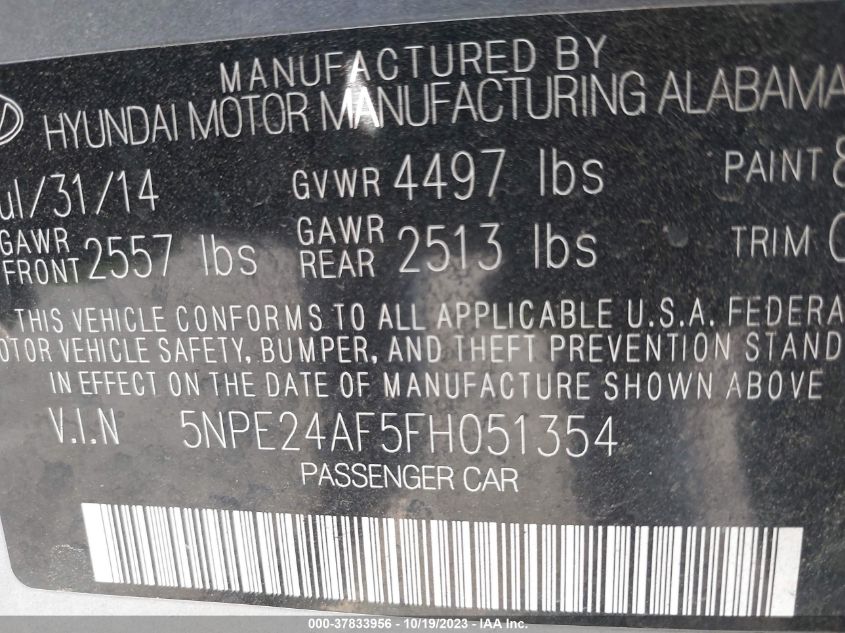 MANUFACTURED BY
HYUNDAI MOTOR MANUFACTURING ALABAMA
ul/31/14 GVWR 4497 lbs PAINT 8
GAWR FRONT 2557 lbs GAWR REAR 2513 lbs TRIM
THIS VEHICLE CONFORMS TO ALL APPLICABLE U.S.A. FEDERA
OTOR VEHICLE SAFETY, BUMPER, AND THEFT PREVENTION STAND
IN EFFECT ON THE DATE OF MANUFACTURE SHOWN ABOVE
V.I.N 5NPE24AF5FH051354
PASSENGER CAR
000-37833956 - 10/19/2023 - IAA Inc.